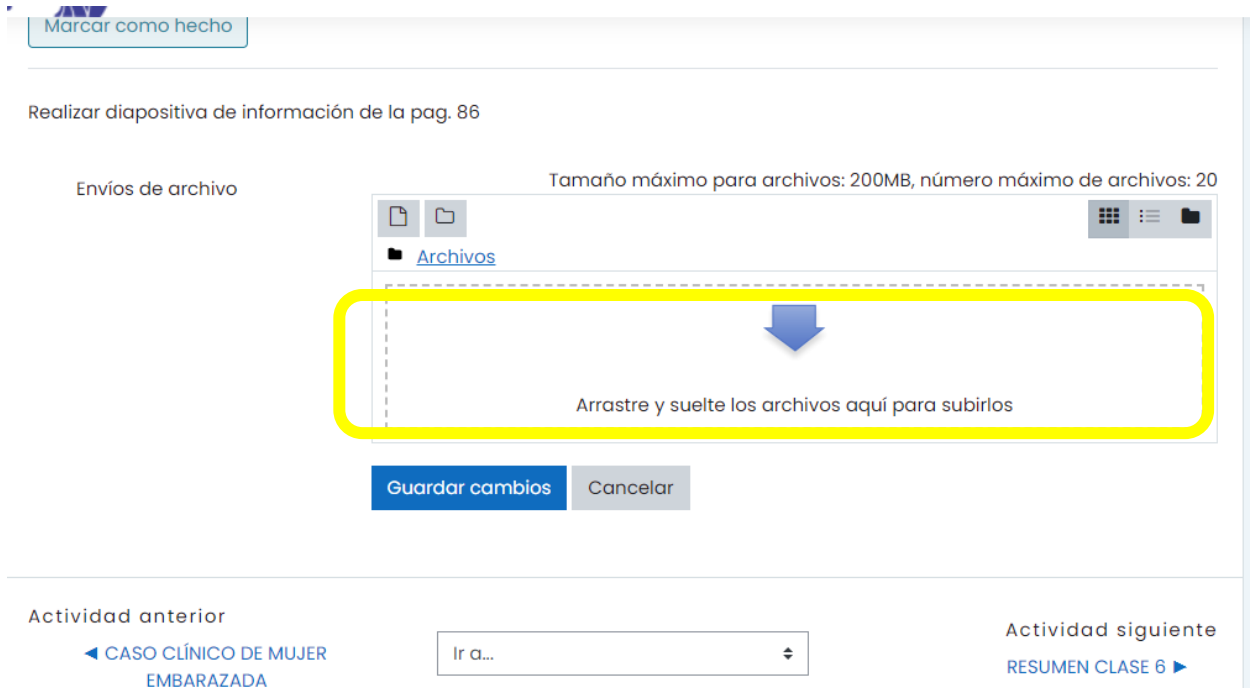 Marcar como hecho
Realizar diapositiva de información de la pag. 86
Envíos de archivo
Tamaño máximo para archivos: 200MB, número máximo de archivos: 20
Archivos
Arrastre y suelte los archivos aquí para subirlos
Guardar cambios
Cancelar
Actividad anterior
◄ CASO CLÍNICO DE MUJER
EMBARAZADA
Ir a...
Actividad siguiente
RESUMEN CLASE 6 ►